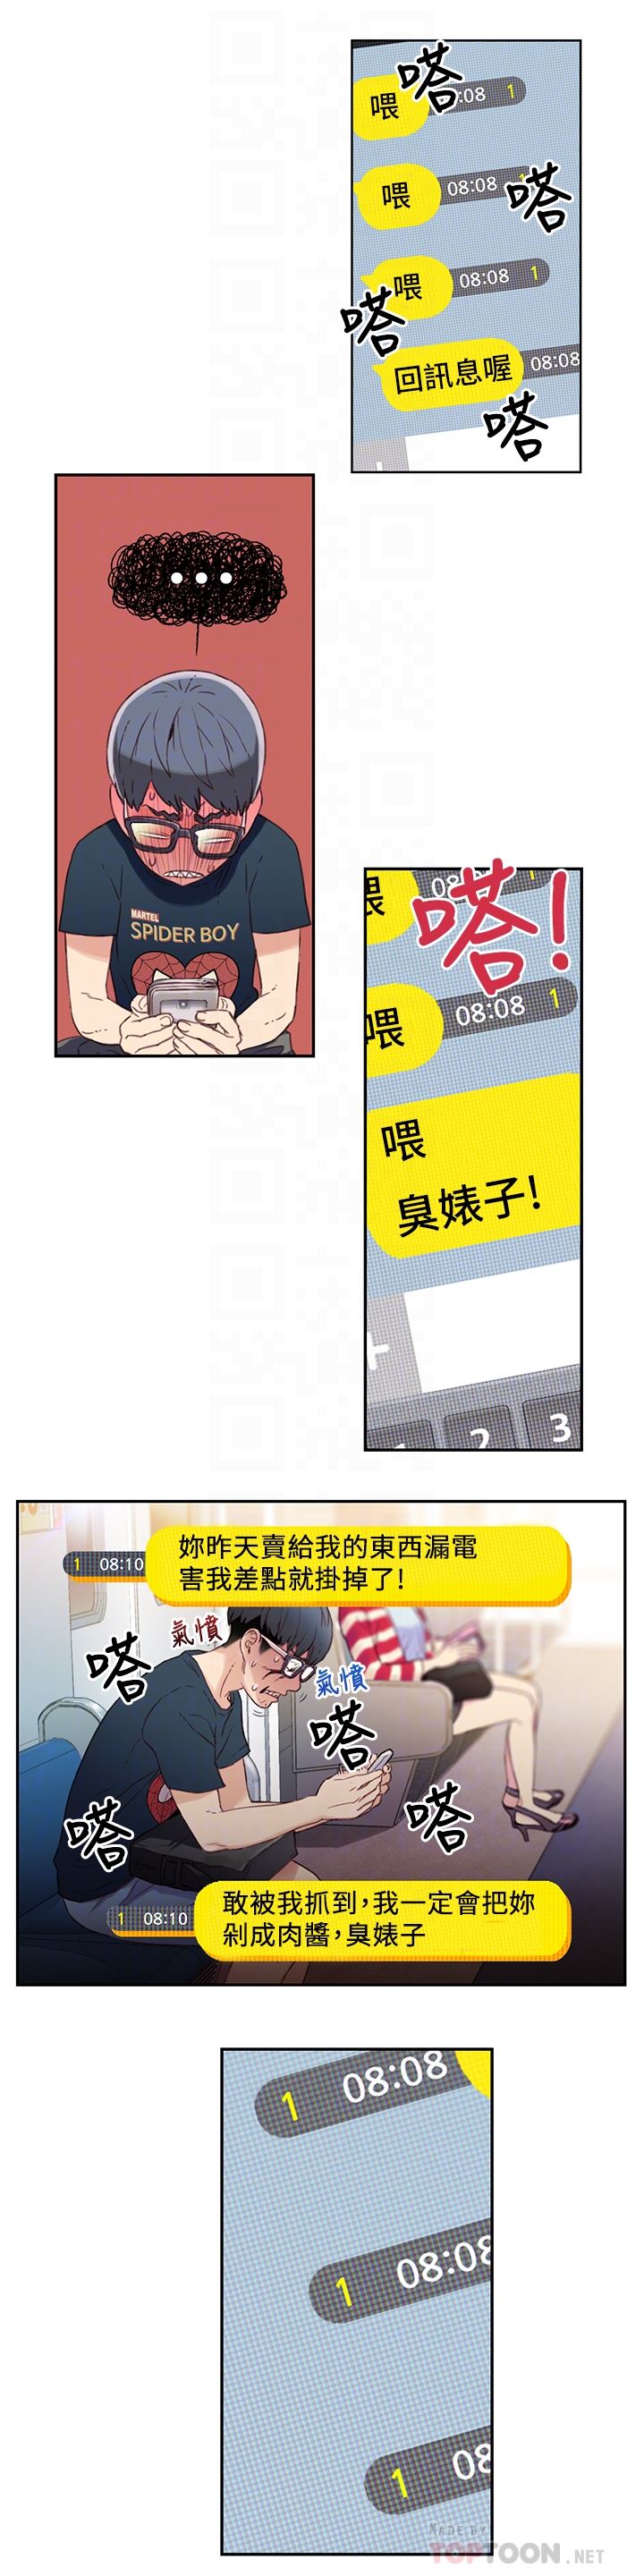 喂
08:08 1
嗒
喂
08:08 1
嗒
喂
08:08 1
嗒
回訊息喔
08:08
嗒
...
MARTEL
SPIDER BOY
喂
嗒!
喂
08:08 1
喂
臭婊子!
+
1 2 3
妳昨天賣給我的東西漏電
害我差點就掛掉了!
1 08:10
氣憤
嗒
氣憤
嗒
嗒
嗒
敢被我抓到,我一定會把妳
剁成肉醬,臭婊子
1 08:10
1 08:08
1 08:08
1 08
MADE BY
TOPTOON.NET